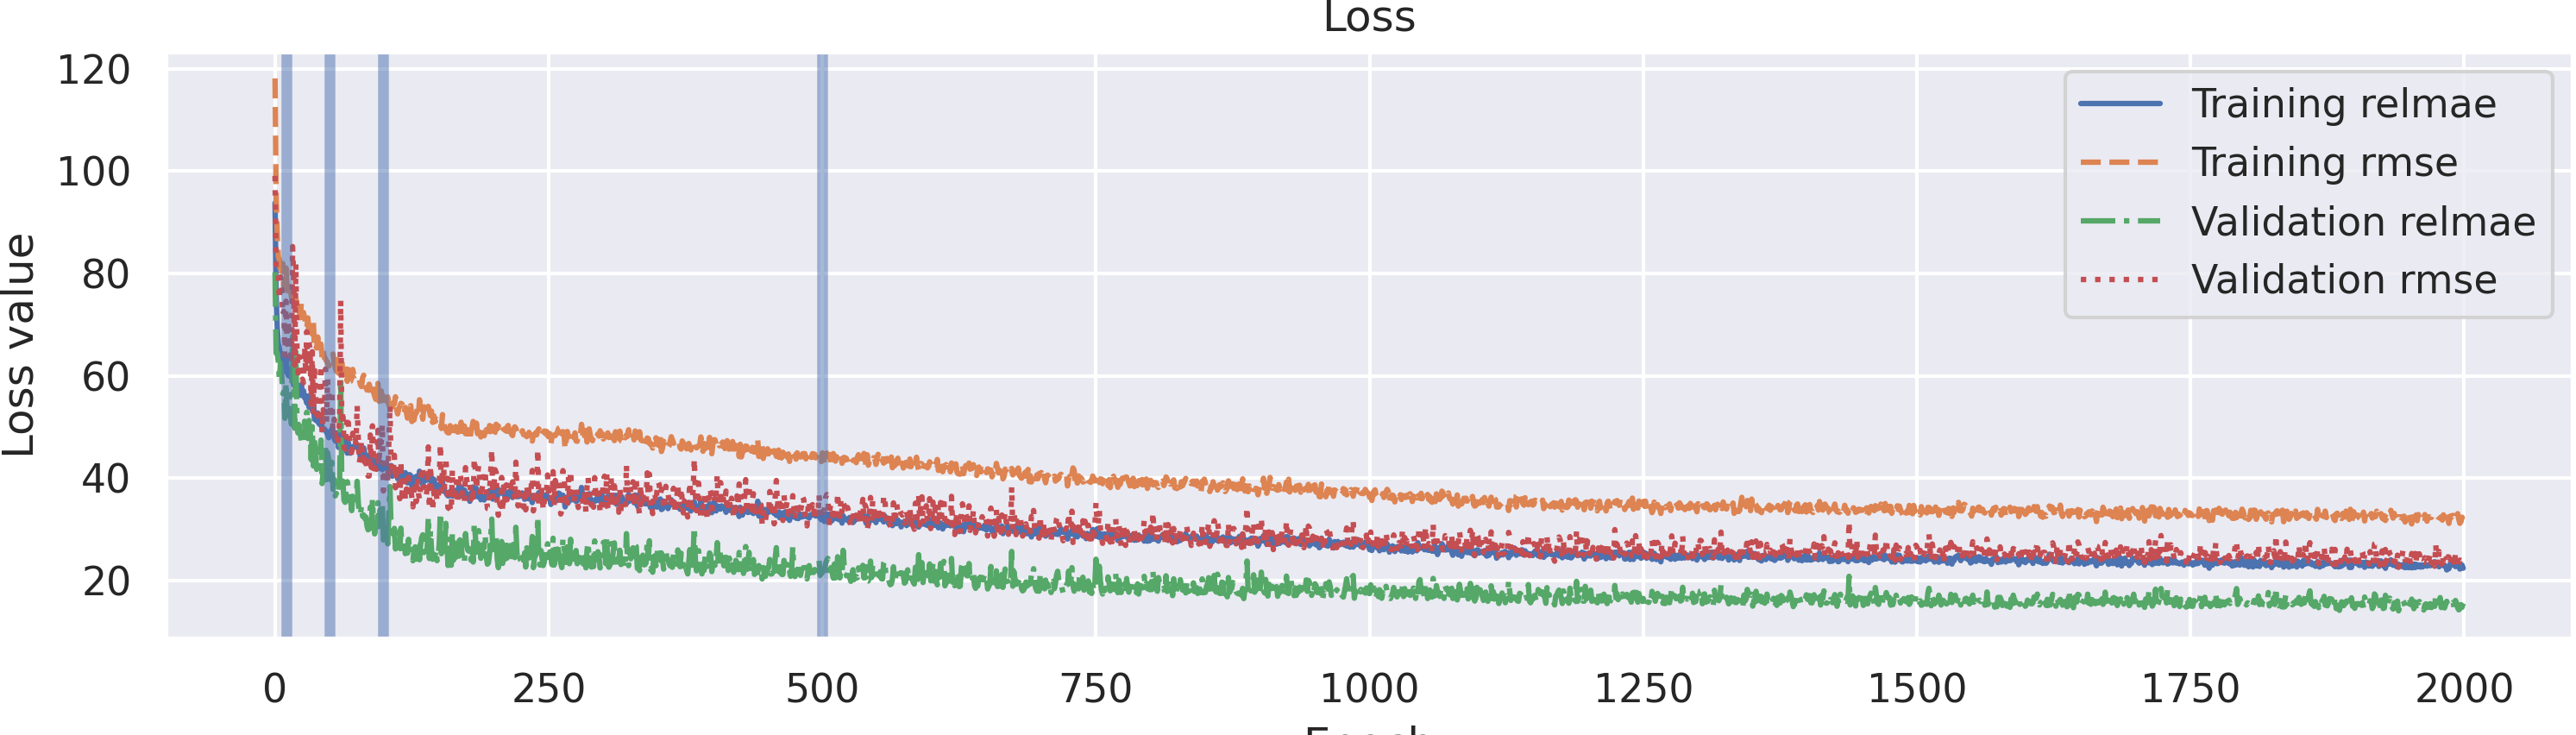 Loss
120
100
80
60
40
20
Loss value
Training relmae
Training rmse
Validation relmae
Validation rmse
0 250 500 750 1000 1250 1500 1750 2000